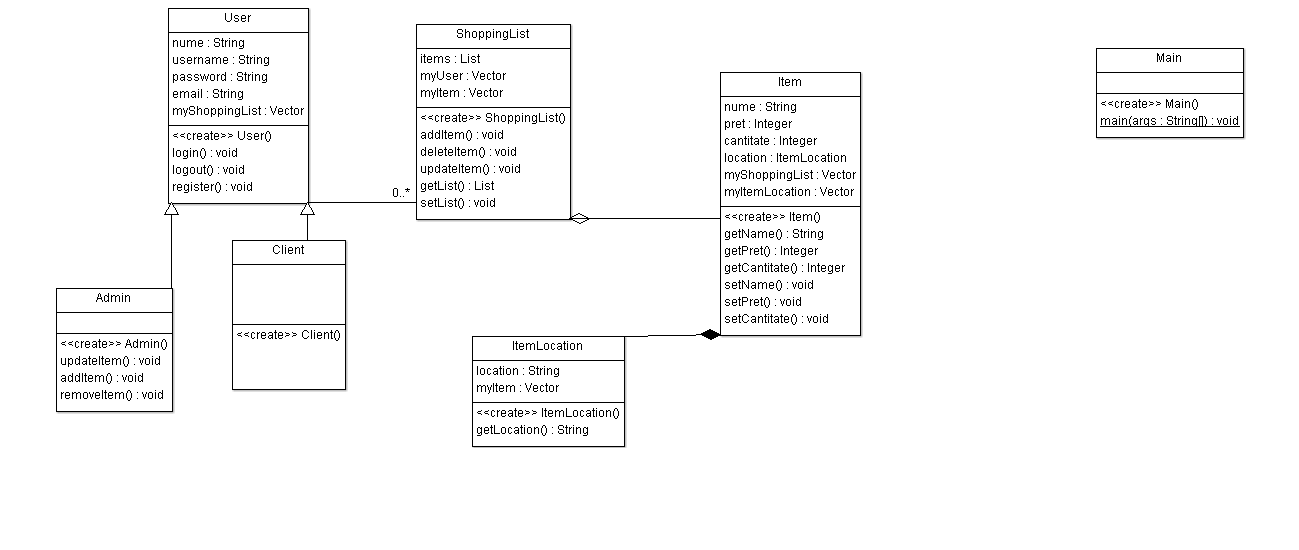 User
nume : String
username : String
password : String
email : String
myShoppingList : Vector
<<create>> User()
login() : void
logout() : void
register() : void
0..*
ShoppingList
items : List
myUser : Vector
myItem : Vector
<<create>> ShoppingList()
addItem() : void
deleteItem() : void
updateItem() : void
getList() : List
setList() : void
Item
nume : String
pret : Integer
cantitate : Integer
location : ItemLocation
myShoppingList : Vector
myItemLocation : Vector
<<create>> Item()
getName() : String
getPret() : Integer
getCantitate() : Integer
setName() : void
setPret() : void
setCantitate() : void
Main
<<create>> Main()
main(args : String[]) : void
Client
<<create>> Client()
Admin
<<create>> Admin()
updateItem() : void
addItem() : void
removeItem() : void
ItemLocation
location : String
myItem : Vector
<<create>> ItemLocation()
getLocation() : String